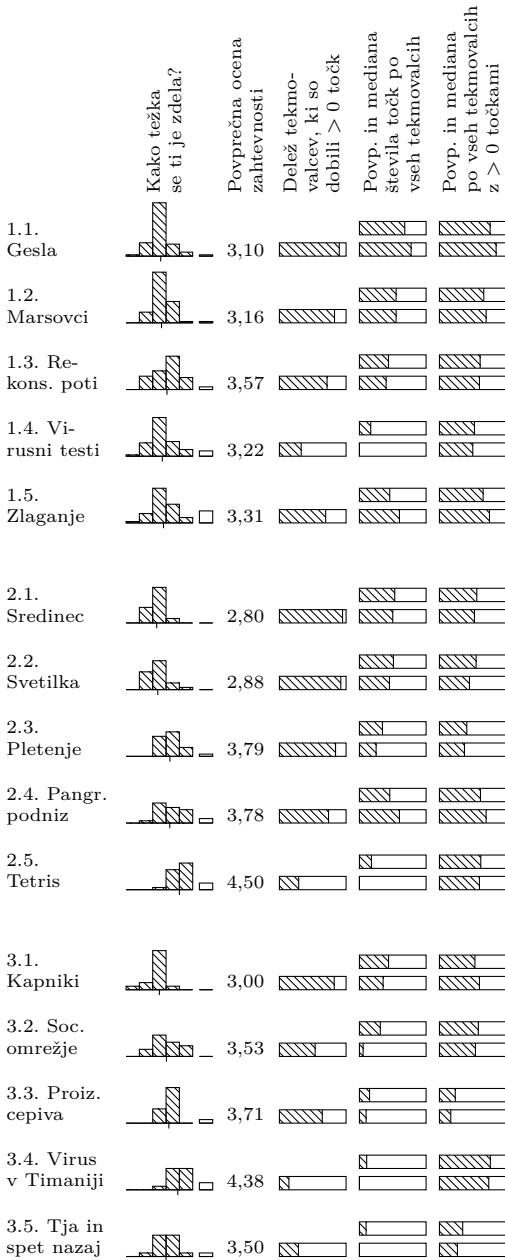 Kako težka
se ti je zdela?
Povprečna ocena
zahtevnosti
Delež tekmo-
valcev, ki so
dobili > 0 točk
Povp. in mediana
števila točk po
vseh tekmovalcih
Povp. in mediana
po vseh tekmovalcih
z > 0 točkami
1.1.
Gesla 3,10
1.2.
Marsovci 3,16
1.3. Re-
kons. poti 3,57
1.4. Vi-
rusni testi 3,22
1.5.
Zlaganje 3,31
2.1.
Sredinec 2,80
2.2.
Svetilka 2,88
2.3.
Pletenje 3,79
2.4. Pangr.
podniz 3,78
2.5.
Tetris 4,50
3.1.
Kapniki 3,00
3.2. Soc.
omrežje 3,53
3.3. Proiz.
cepiva 3,71
3.4. Virus
v Timaniji 4,38
3.5. Tja in
spet nazaj 3,50